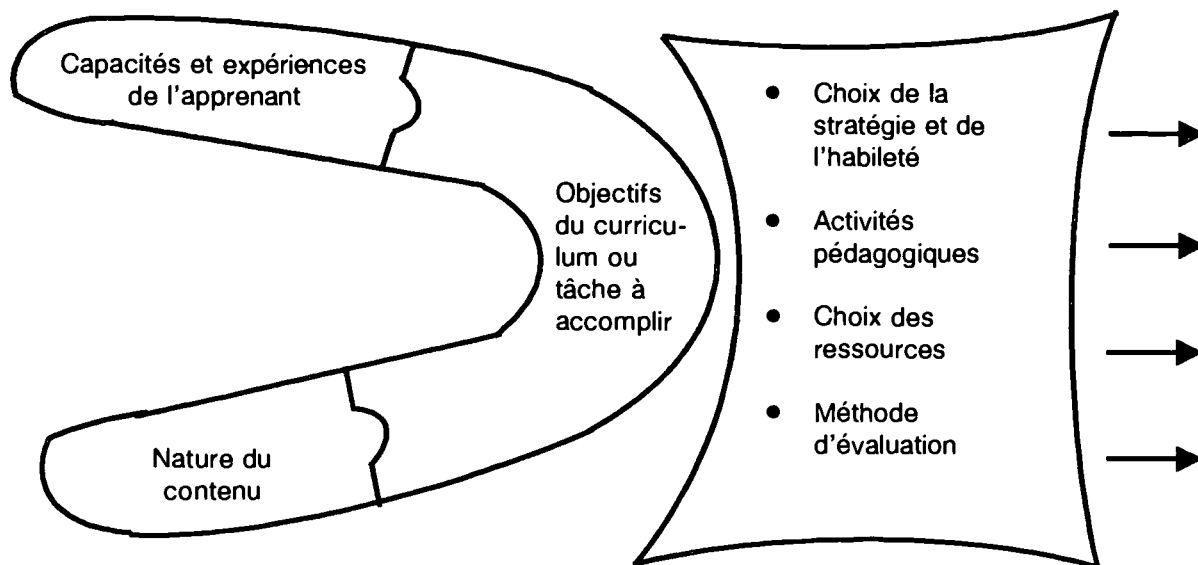 Capacités et expériences
de l'apprenant
Objectifs
du curricu-
lum ou
tâche à
accomplir
Nature du
contenu
• Choix de la
stratégie et de
l'habileté
• Activités
pédagogiques
• Choix des
ressources
• Méthode
d'évaluation